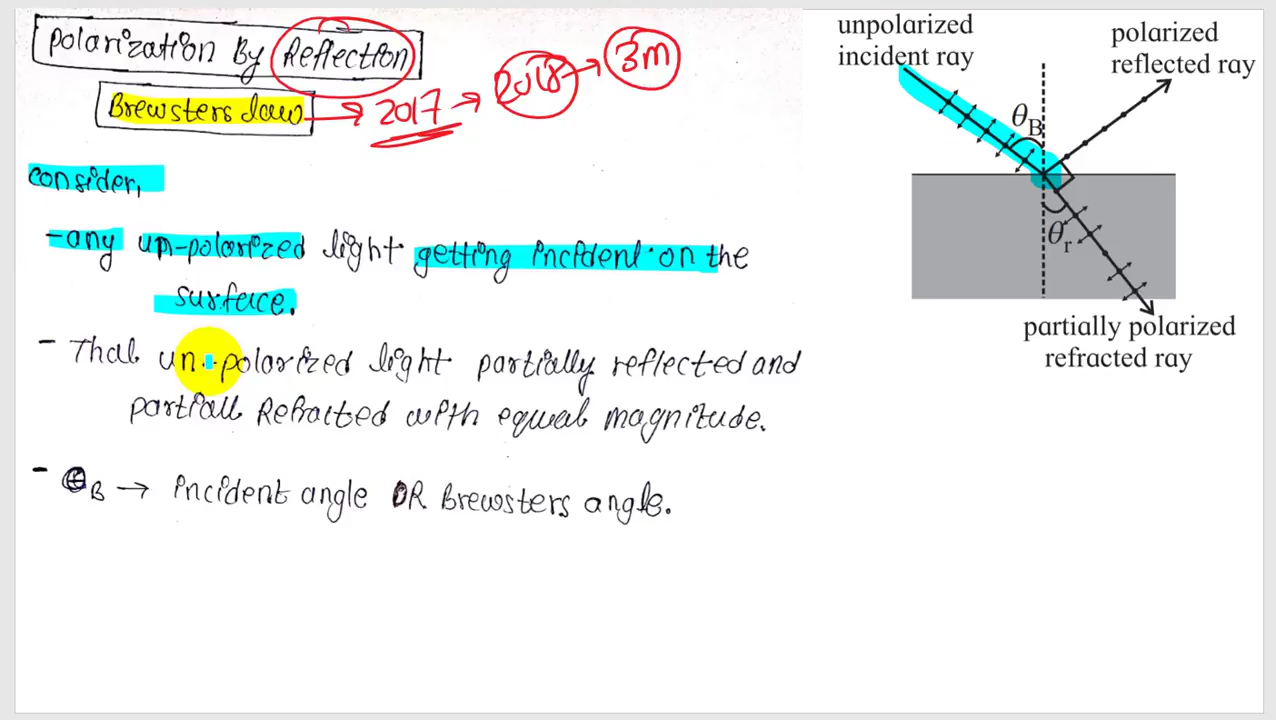 Polarization By Reflection
Brewsters law → 2017 → 2018 → 3m
consider,
- any un-polarized light getting incident on the
surface.
- That un-polarized light partially reflected and
partiall Refracted with equal magnitude.
- θB → incident angle OR Brewsters angle.
unpolarized
incident ray
polarized
reflected ray
θB
θr
partially polarized
refracted ray